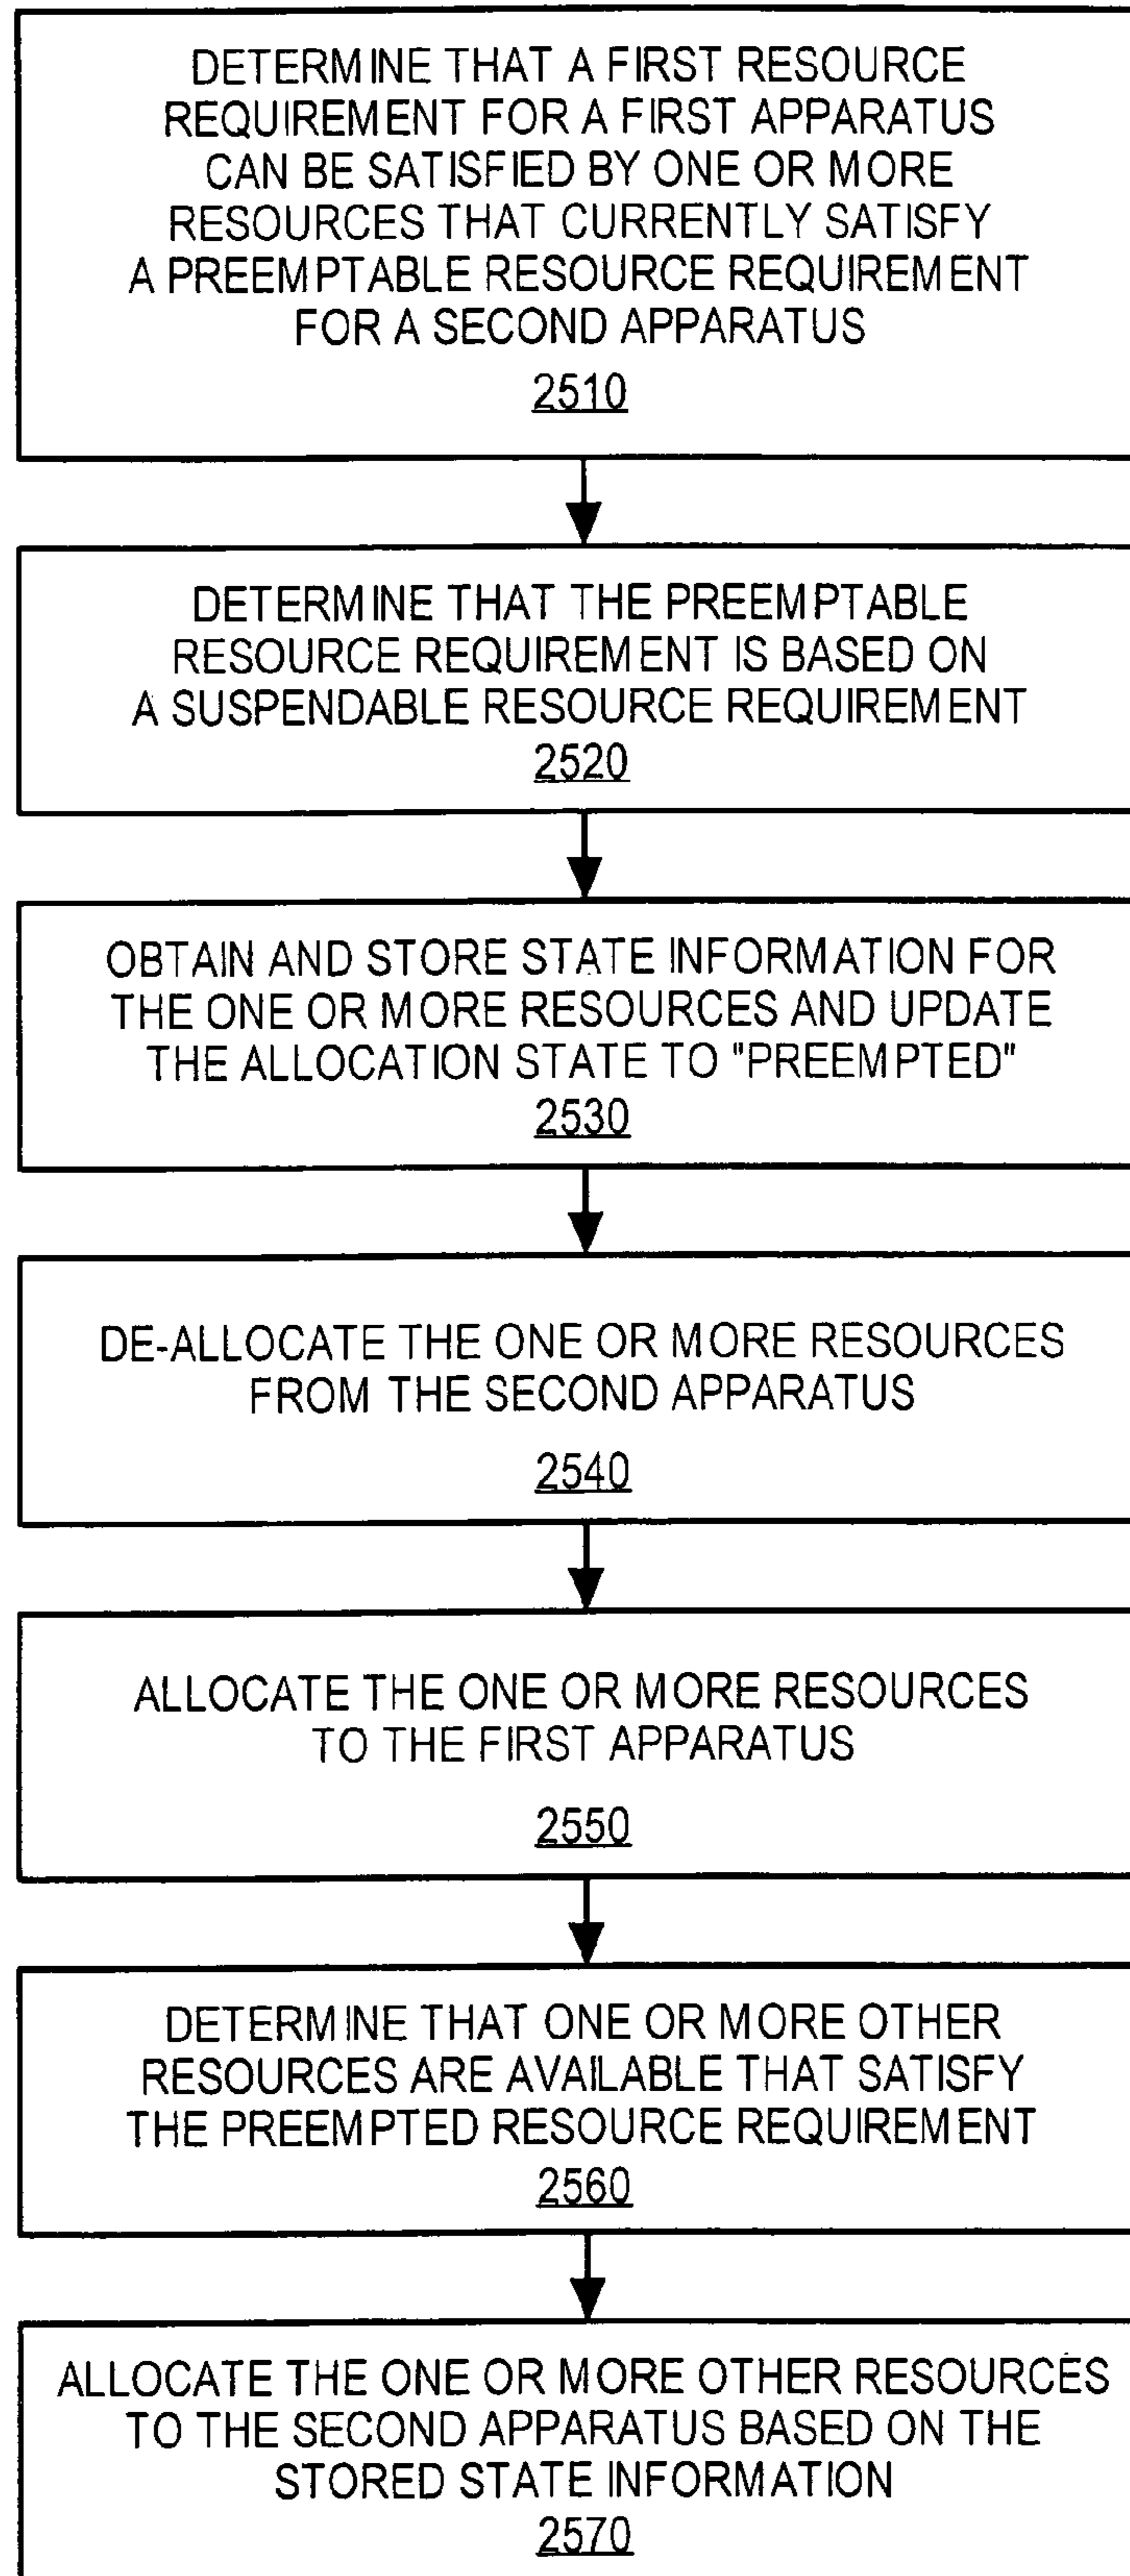 DETERMINE THAT A FIRST RESOURCE
REQUIREMENT FOR A FIRST APPARATUS
CAN BE SATISFIED BY ONE OR MORE
RESOURCES THAT CURRENTLY SATISFY
A PREEMPTABLE RESOURCE REQUIREMENT
FOR A SECOND APPARATUS
2510
DETERMINE THAT THE PREEMPTABLE
RESOURCE REQUIREMENT IS BASED ON
A SUSPENDABLE RESOURCE REQUIREMENT
2520
OBTAIN AND STORE STATE INFORMATION FOR
THE ONE OR MORE RESOURCES AND UPDATE
THE ALLOCATION STATE TO "PREEMPTED"
2530
DE-ALLOCATE THE ONE OR MORE RESOURCES
FROM THE SECOND APPARATUS
2540
ALLOCATE THE ONE OR MORE RESOURCES
TO THE FIRST APPARATUS
2550
DETERMINE THAT ONE OR MORE OTHER
RESOURCES ARE AVAILABLE THAT SATISFY
THE PREEMPTED RESOURCE REQUIREMENT
2560
ALLOCATE THE ONE OR MORE OTHER RESOURCES
TO THE SECOND APPARATUS BASED ON THE
STORED STATE INFORMATION
2570